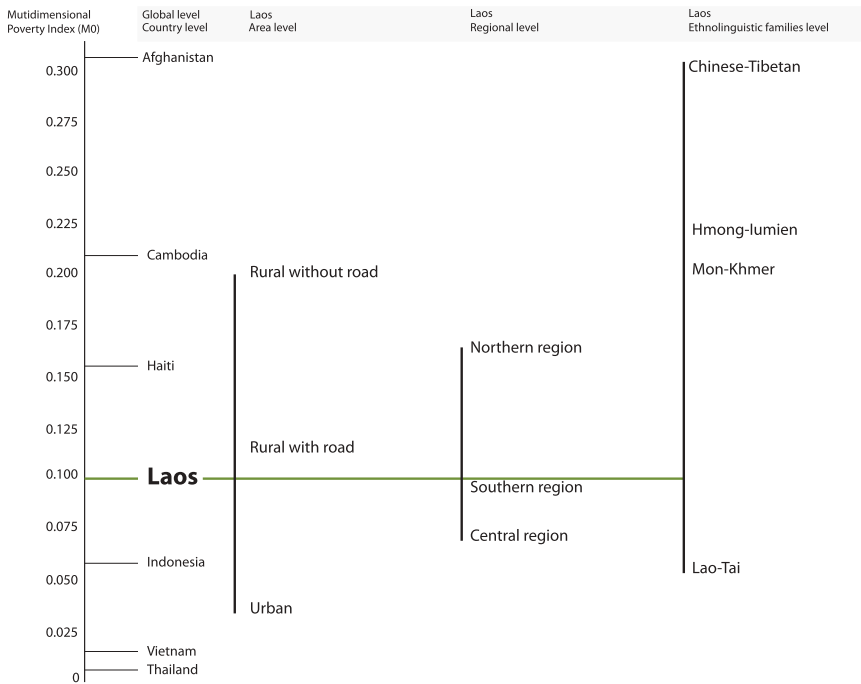 Mutidimensional
Poverty Index (M0)
Global level
Country level
Laos
Area level
Laos
Regional level
Laos
Ethnolinguistic families level
Afghanistan
Chinese-Tibetan
0.300
0.275
0.250
0.225
Hmong-Iumien
Cambodia
0.200
Rural without road
Mon-Khmer
0.175
Northern region
Haiti
0.150
0.125
Rural with road
0.100
Laos
Southern region
0.075
Central region
Indonesia
Lao-Tai
0.050
Urban
0.025
Vietnam
Thailand
0